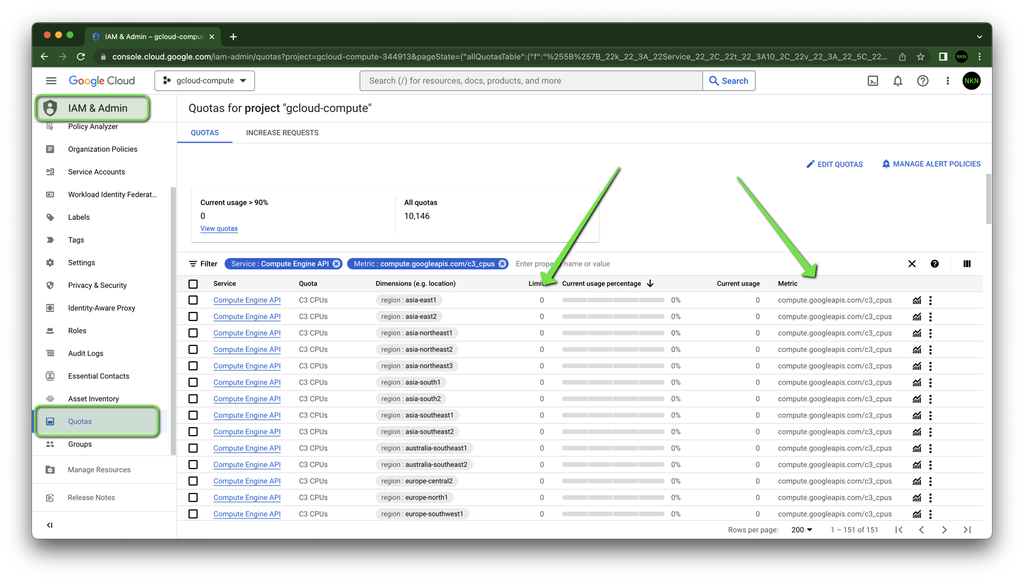 IAM & Admin – gcloud-comput
console.cloud.google.com/iam-admin/quotas?project=gcloud-compute-344913&pageState=("allQuotasTable":("f":"%255B%257B_22k_22_3A_22Service_22_2C_22t_22_3A10_2C_22v_22_3A_22_5C_22...
NKN
Google Cloud
gcloud-compute
Search (/) for resources, docs, products, and more
Search
NKN
IAM & Admin
Policy Analyzer
Organization Policies
Service Accounts
Workload Identity Federat...
Labels
Tags
Settings
Privacy & Security
Identity-Aware Proxy
Roles
Audit Logs
Essential Contacts
Asset Inventory
Quotas
Groups
Manage Resources
Release Notes
Quotas for project "gcloud-compute"
QUOTAS INCREASE REQUESTS
EDIT QUOTAS MANAGE ALERT POLICIES
Current usage > 90% All quotas
0 10,146
View quotas
Filter Service : Compute Engine API Metric : compute.googleapis.com/c3_cpus Enter name or value
Service Quota Dimensions (e.g. location) Limit Current usage percentage Current usage Metric
Compute Engine API C3 CPUs region : asia-east1 0 0% 0 compute.googleapis.com/c3_cpus
Compute Engine API C3 CPUs region : asia-east2 0 0% 0 compute.googleapis.com/c3_cpus
Compute Engine API C3 CPUs region : asia-northeast1 0 0% 0 compute.googleapis.com/c3_cpus
Compute Engine API C3 CPUs region : asia-northeast2 0 0% 0 compute.googleapis.com/c3_cpus
Compute Engine API C3 CPUs region : asia-northeast3 0 0% 0 compute.googleapis.com/c3_cpus
Compute Engine API C3 CPUs region : asia-south1 0 0% 0 compute.googleapis.com/c3_cpus
Compute Engine API C3 CPUs region : asia-south2 0 0% 0 compute.googleapis.com/c3_cpus
Compute Engine API C3 CPUs region : asia-southeast1 0 0% 0 compute.googleapis.com/c3_cpus
Compute Engine API C3 CPUs region : asia-southeast2 0 0% 0 compute.googleapis.com/c3_cpus
Compute Engine API C3 CPUs region : australia-southeast1 0 0% 0 compute.googleapis.com/c3_cpus
Compute Engine API C3 CPUs region : australia-southeast2 0 0% 0 compute.googleapis.com/c3_cpus
Compute Engine API C3 CPUs region : europe-central2 0 0% 0 compute.googleapis.com/c3_cpus
Compute Engine API C3 CPUs region : europe-north1 0 0% 0 compute.googleapis.com/c3_cpus
Compute Engine API C3 CPUs region : europe-southwest1 0 0% 0 compute.googleapis.com/c3_cpus
Rows per page: 200 1 – 151 of 151